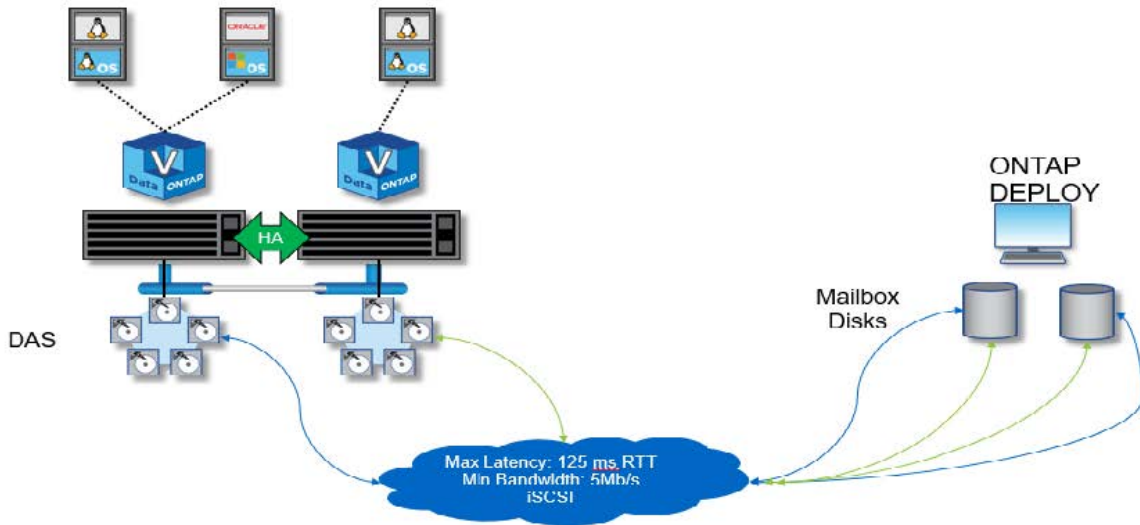 ORACLE
OS
OS
OS
V
Data ONTAP
V
Data ONTAP
HA
ONTAP
DEPLOY
Mailbox
Disks
DAS
Max Latency: 125 ms RTT
Min Bandwidth: 5Mb/s
iSCSI